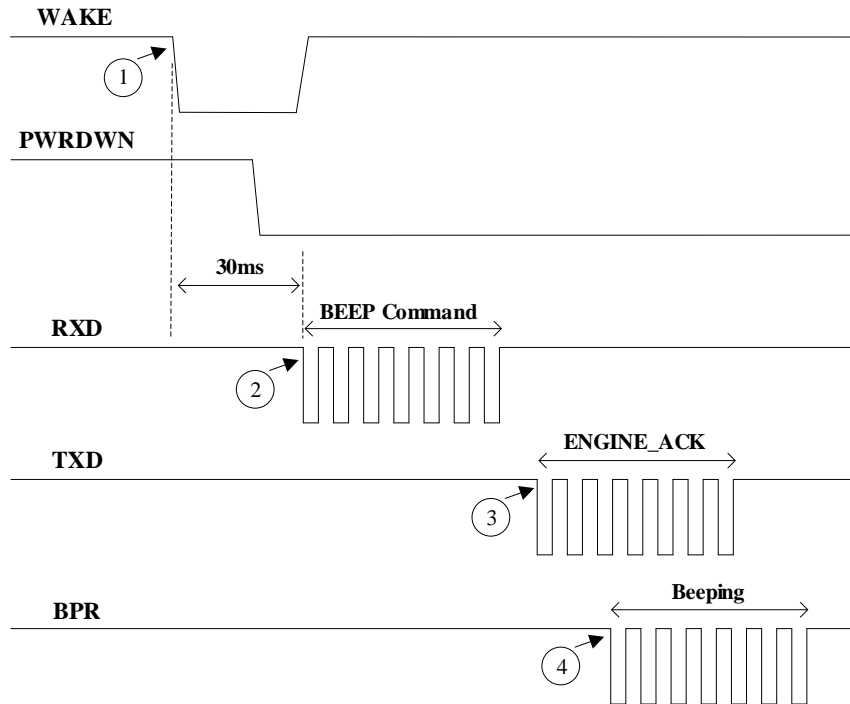 WAKE
1
PWRDWN
30ms
BEEP Command
RXD
2
ENGINE_ACK
TXD
3
Beeping
BPR
4